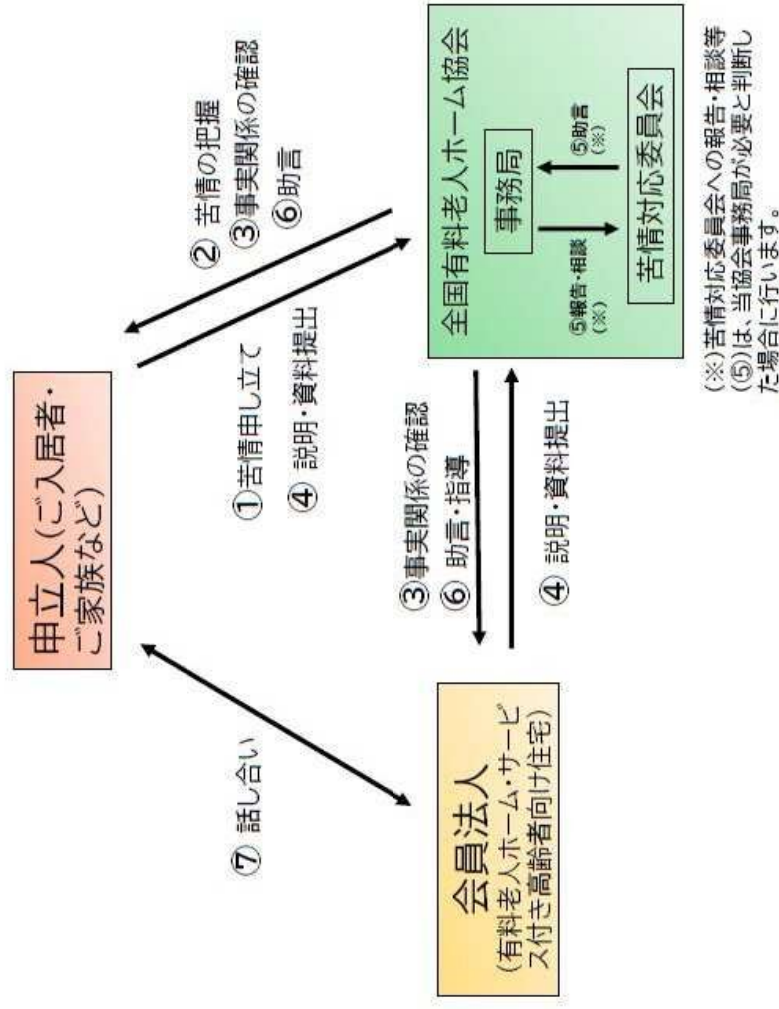 申立人(ご入居者・
ご家族など)
⑦ 話し合い
①苦情申し立て
④ 説明・資料提出
② 苦情の把握
③事実関係の確認
⑥ 助言
会員法人
(有料老人ホーム・サービ
ス付き高齢者向け住宅)
③事実関係の確認
⑥ 助言・指導
④ 説明・資料提出
全国有料老人ホーム協会
事務局
⑤報告・相談
(※)
⑤助言
(※)
苦情対応委員会
(※)苦情対応委員会への報告・相談等
(⑤)は、当協会事務局が必要と判断し
た場合に行います。